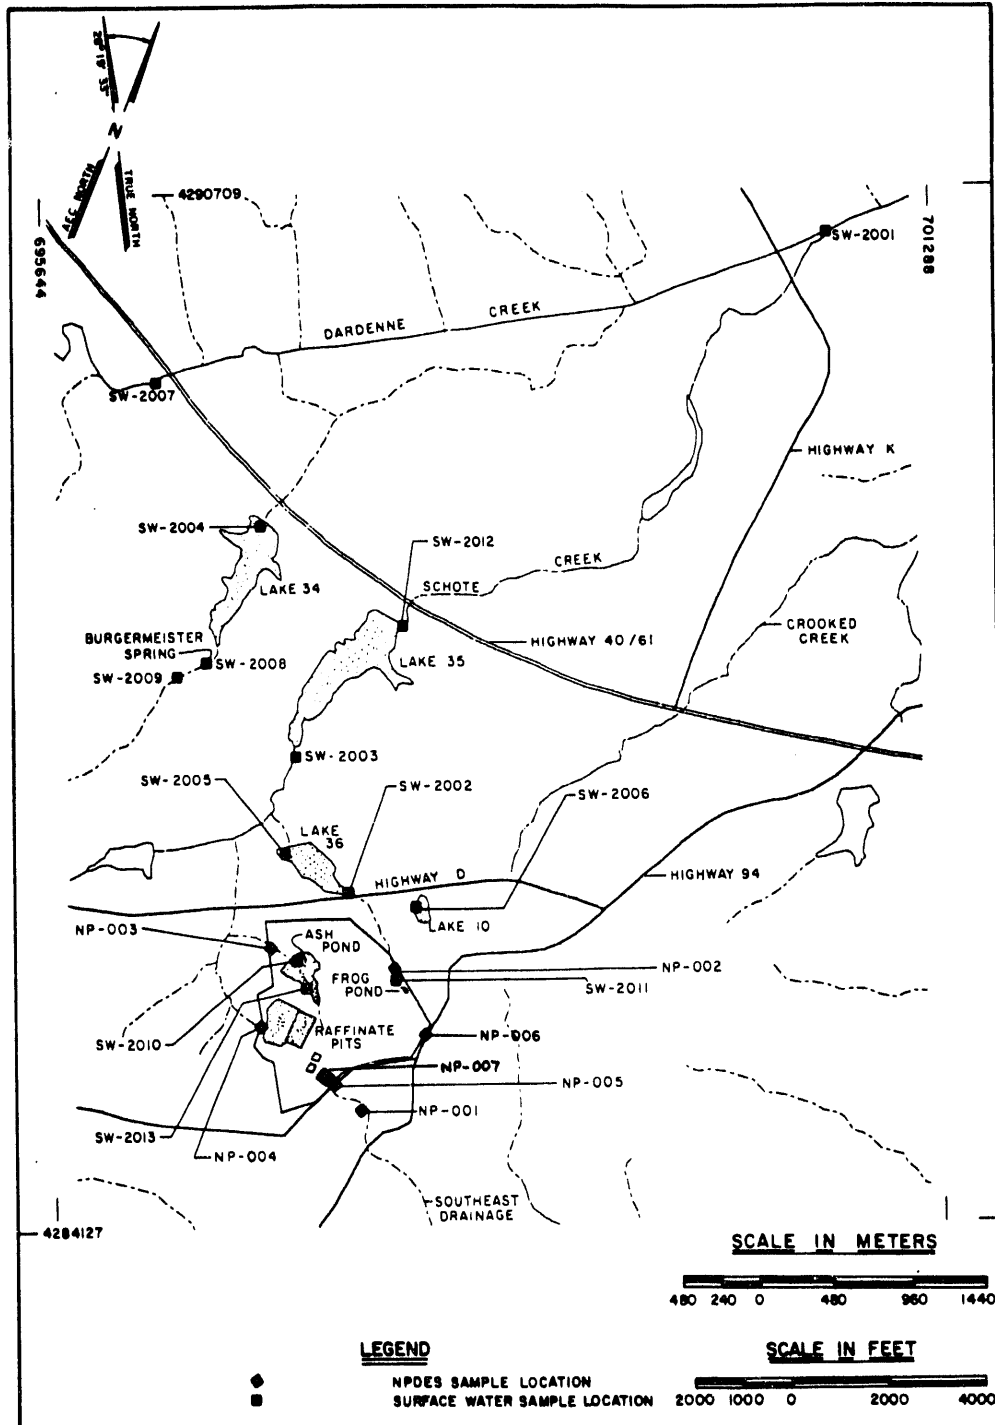 28° 19' 33"
N
AEC NORTH
TRUE NORTH
4290709
695644
701288
SW-2001
DARDENNE CREEK
SW-2007
HIGHWAY K
SW-2004
SW-2012
SCHOTE CREEK
LAKE 34
CROOKED
CREEK
BURGERMEISTER
SPRING
HIGHWAY 40/61
SW-2008
LAKE 35
SW-2009
SW-2003
SW-2005
SW-2002
SW-2006
LAKE
36
HIGHWAY D
HIGHWAY 94
NP-003
LAKE 10
ASH
POND
FROG
POND
NP-002
SW-2011
SW-2010
RAFFINATE
PITS
NP-006
NP-007
NP-005
NP-001
SW-2013
NP-004
SOUTHEAST
DRAINAGE
4284127
SCALE IN METERS
480 240 0 480 960 1440
LEGEND
NPDES SAMPLE LOCATION
SURFACE WATER SAMPLE LOCATION
SCALE IN FEET
2000 1000 0 2000 4000